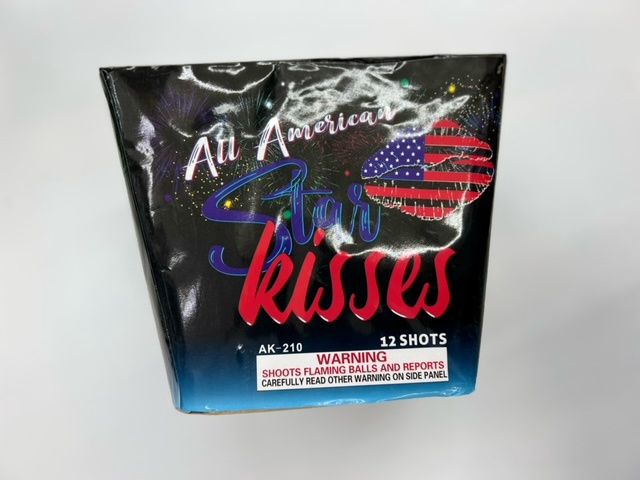 All American
Star
kisses
AK-210
12 SHOTS
WARNING
SHOOTS FLAMING BALLS AND REPORTS
CAREFULLY READ OTHER WARNING ON SIDE PANEL